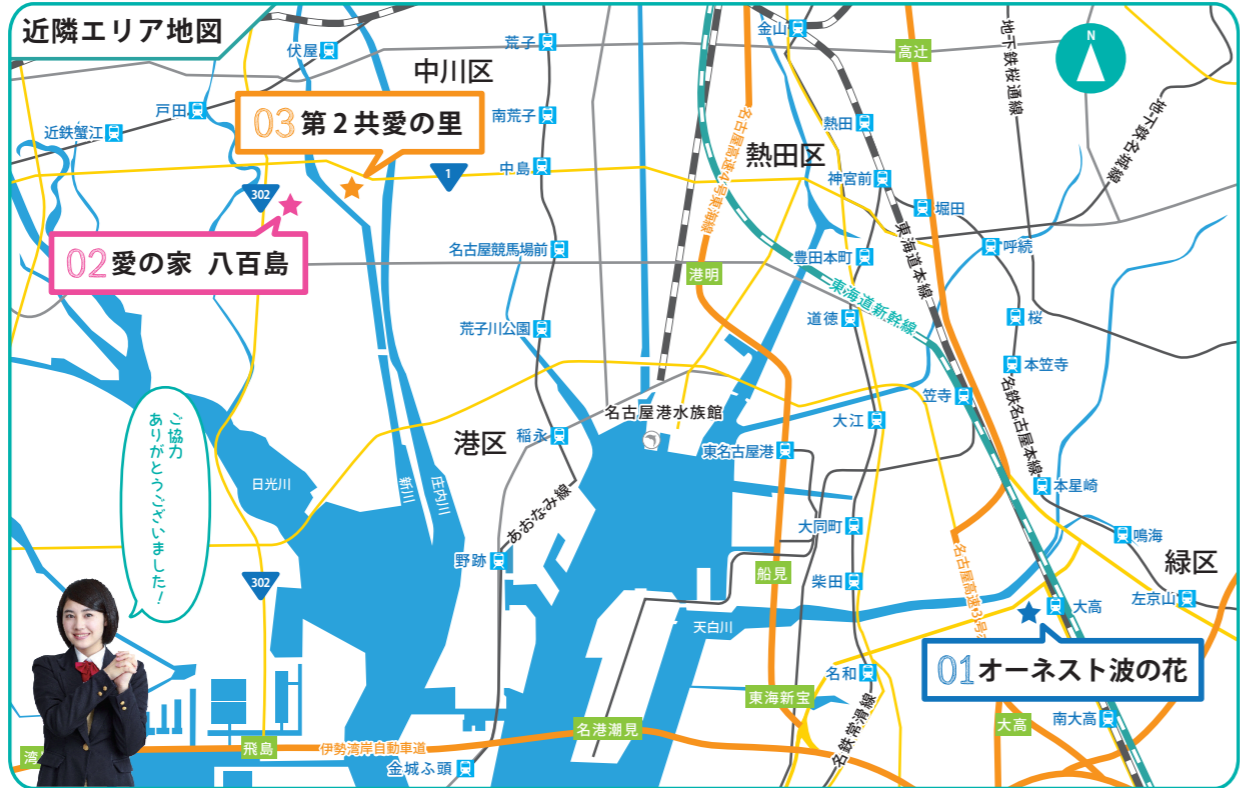 近隣エリア地図
N
伏屋
荒子
金山
高辻
地下鉄桜通線
地下鉄名城線
中川区
戸田
近鉄蟹江
03 第2共愛の里
南荒子
名古屋高速4号東海線
熱田
熱田区
中島
1
神宮前
302
堀田
02 愛の家 八百島
名古屋競馬場前
港明
豊田本町
東海道本線
呼続
東海道新幹線
荒子川公園
道徳
桜
本笠寺
名鉄名古屋本線
笠寺
名古屋港水族館
大江
港区
稲永
東名古屋港
ご協力
ありがとうございました!
日光川
新川
庄内川
あおなみ線
本星崎
大同町
鳴海
野跡
名古屋高速3号
緑区
302
船見
柴田
大高
左京山
天白川
01 オーネスト波の花
名和
東海新宝
名鉄常滑線
名港潮見
大高
南大高
湾
飛島
伊勢湾岸自動車道
金城ふ頭